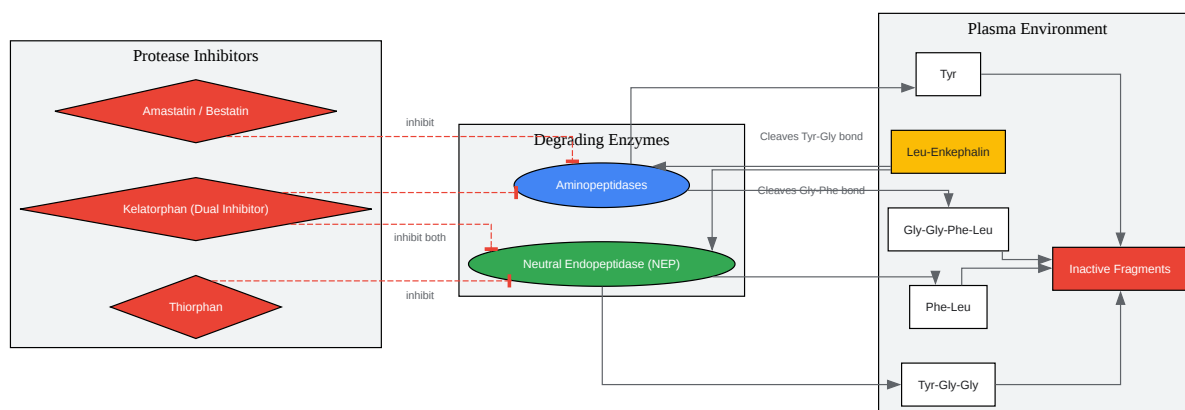 Protease Inhibitors
Amastatin / Bestatin
Kelatorphan (Dual Inhibitor)
Thiorphan
inhibit
inhibit both
inhibit
Degrading Enzymes
Aminopeptidases
Neutral Endopeptidase (NEP)
Cleaves Tyr-Gly bond
Cleaves Gly-Phe bond
Plasma Environment
Tyr
Leu-Enkephalin
Gly-Gly-Phe-Leu
Inactive Fragments
Phe-Leu
Tyr-Gly-Gly